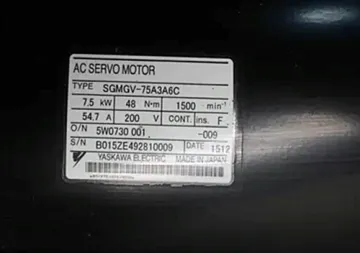 AC SERVO MOTOR
TYPE SGMGV-75A3A6C
7.5 kW 48 N·m 1500 min⁻¹
54.7 A 200 V CONT. ins. F
O/N 5W0730 001 -009
S/N B015ZE492810009 DATE 1512
YASKAWA ELECTRIC MADE IN JAPAN